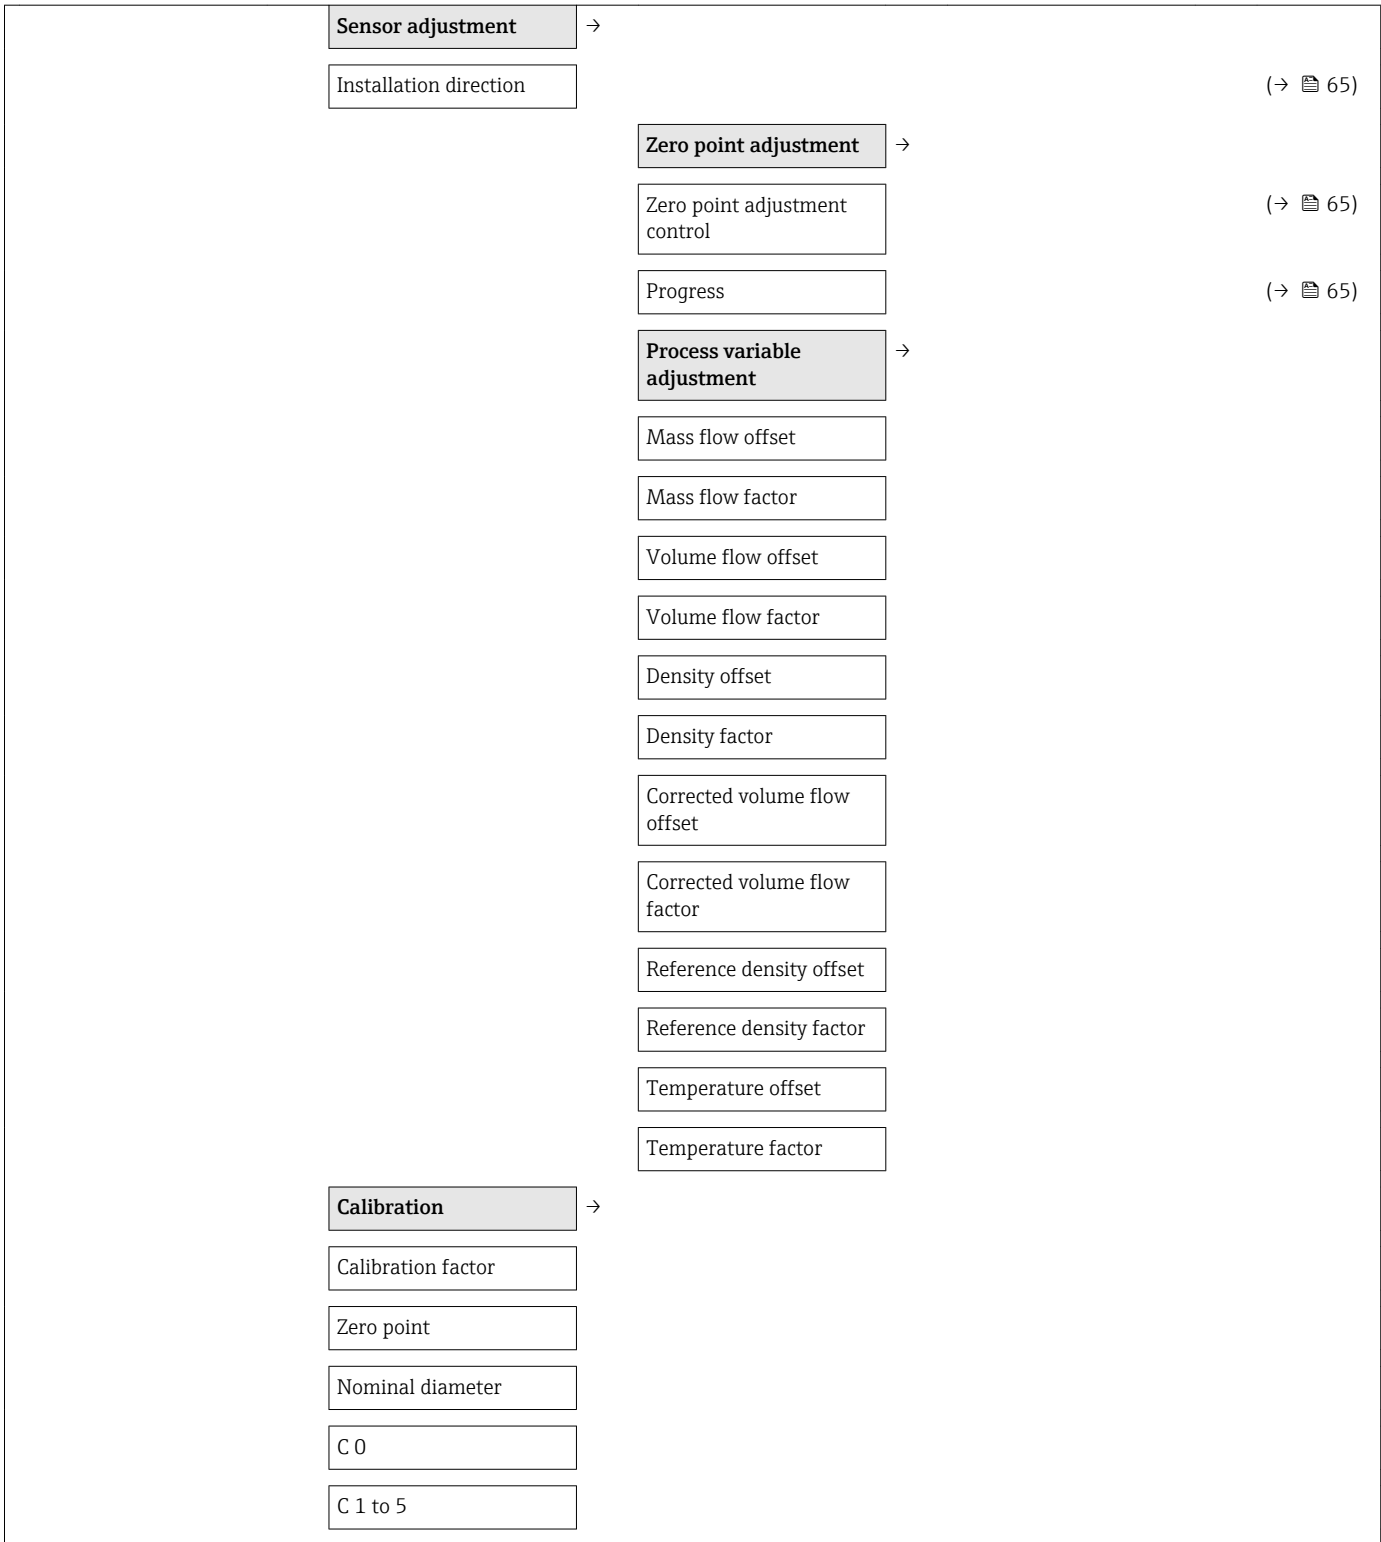 Sensor adjustment →
Installation direction (→ 🖺 65)
Zero point adjustment →
Zero point adjustment (→ 🖺 65)
control
Progress (→ 🖺 65)
Process variable →
adjustment
Mass flow offset
Mass flow factor
Volume flow offset
Volume flow factor
Density offset
Density factor
Corrected volume flow
offset
Corrected volume flow
factor
Reference density offset
Reference density factor
Temperature offset
Temperature factor
Calibration →
Calibration factor
Zero point
Nominal diameter
C 0
C 1 to 5